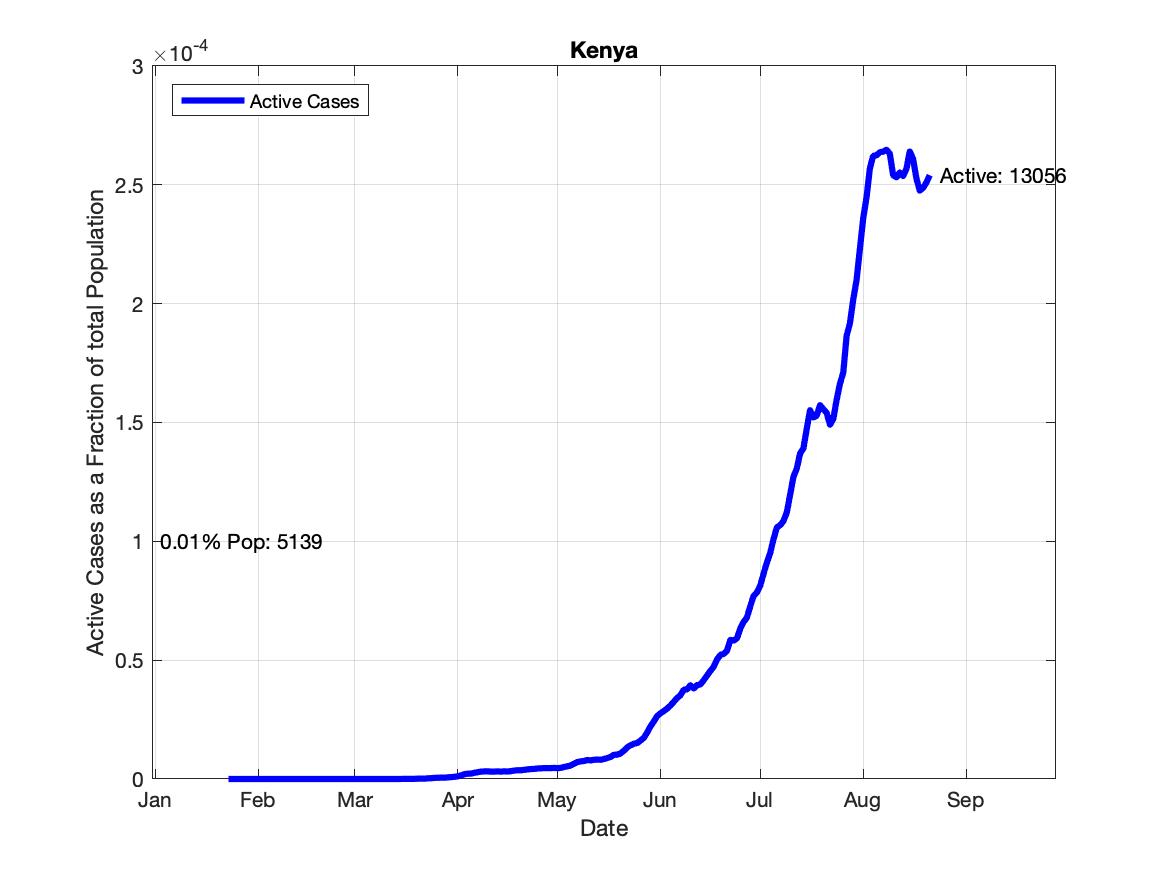 Kenya
×10-4
3
2.5
2
1.5
1
0.5
0
Active Cases
Active: 13056
0.01% Pop: 5139
Active Cases as a Fraction of total Population
Jan Feb Mar Apr May Jun Jul Aug Sep
Date